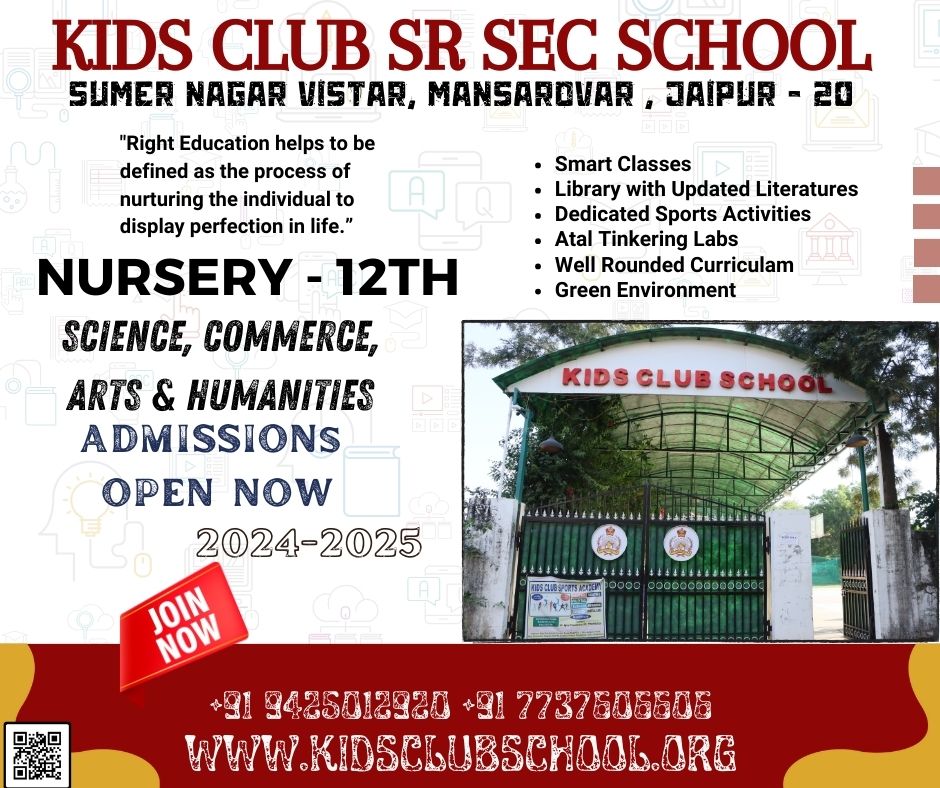 KIDS CLUB SR SEC SCHOOL
SUMER NAGAR VISTAR, MANSAROVAR , JAIPUR - 20
"Right Education helps to be
defined as the process of
nurturing the individual to
display perfection in life.”
• Smart Classes
• Library with Updated Literatures
• Dedicated Sports Activities
• Atal Tinkering Labs
• Well Rounded Curriculam
• Green Environment
NURSERY - 12TH
SCIENCE, COMMERCE,
ARTS & HUMANITIES
ADMISSIONS
OPEN NOW
2024-2025
KIDS CLUB SCHOOL
KIDS CLUB SPORTS ACADEMY
JOIN
NOW
+91 9425012920 +91 7737606606
WWW.KIDSCLUBSCHOOL.ORG